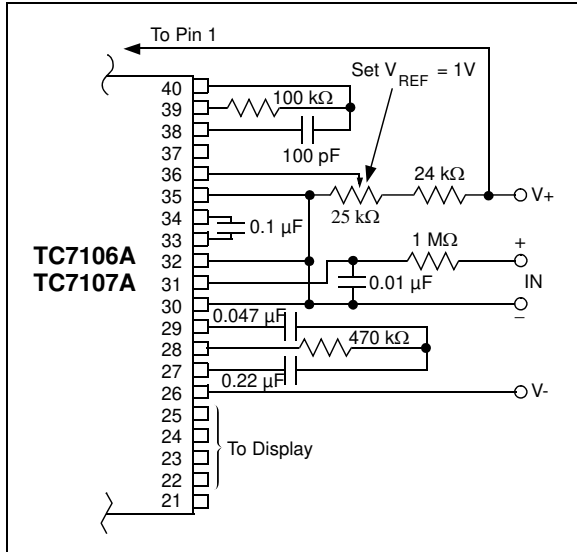 To Pin 1
Set V REF = 1V
40
39
100 kΩ
38
100 pF
37
36
24 kΩ
35
V+
25 kΩ
34
0.1 µF
33
TC7106A
TC7107A
32
1 MΩ
+
31
0.01 µF
IN
30
–
29
0.047 µF
28
470 kΩ
27
0.22 µF
26
V-
25
24
To Display
23
22
21